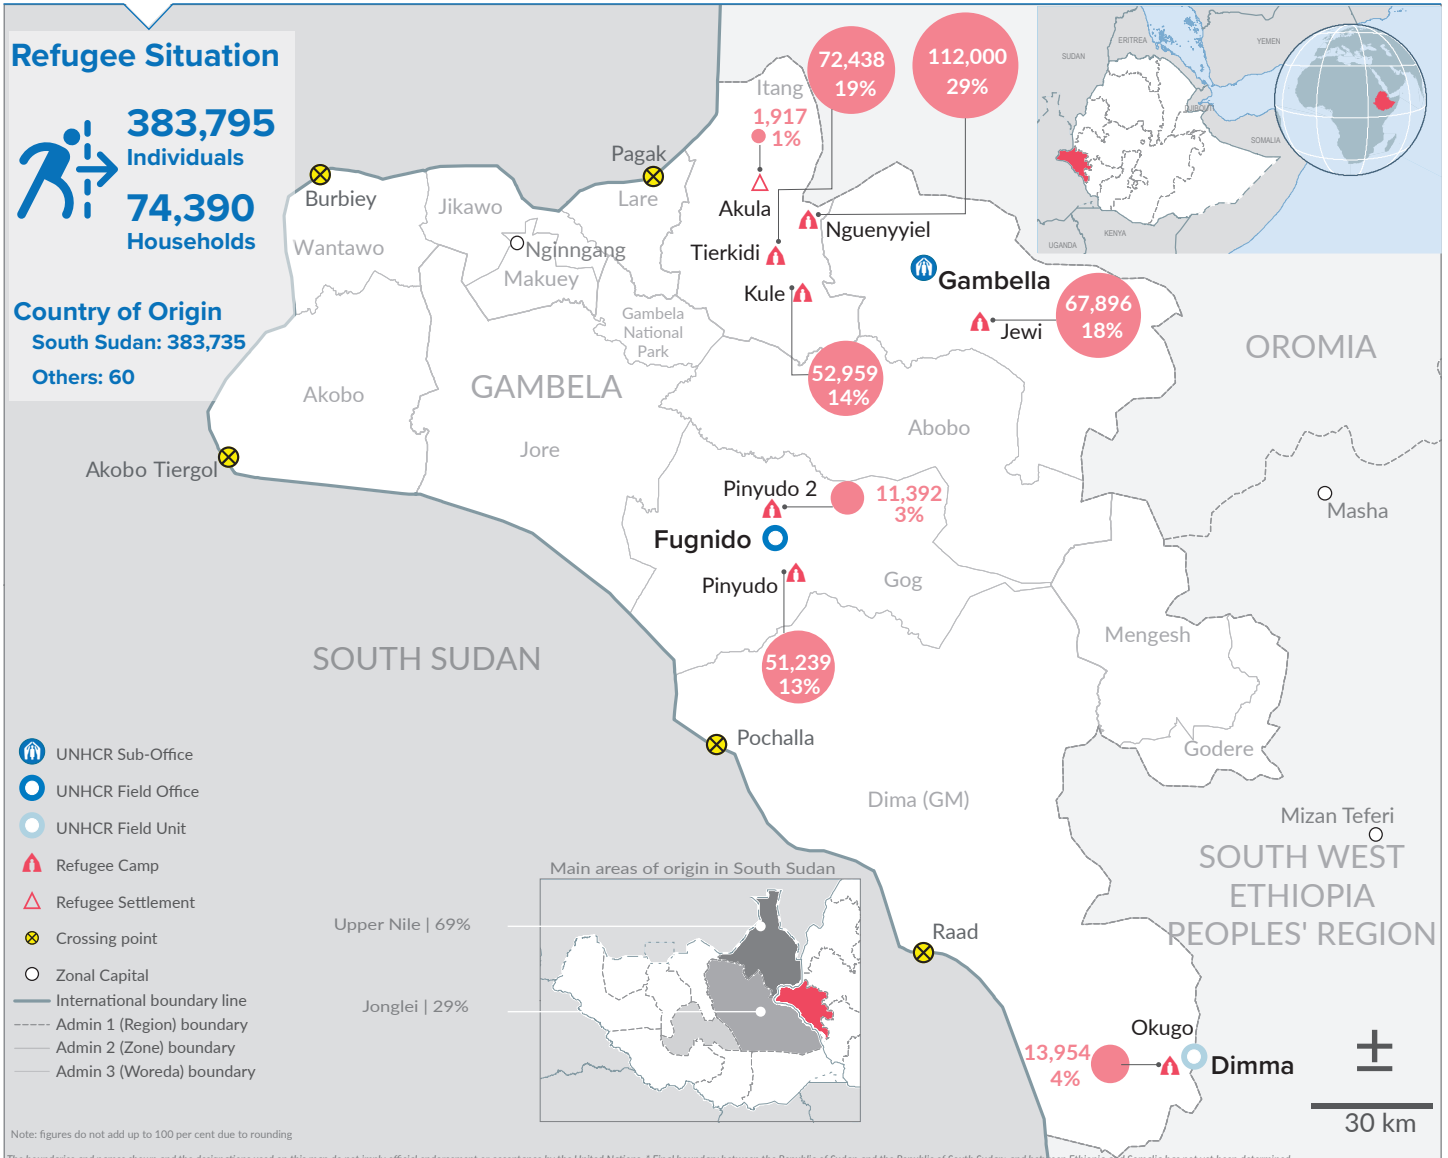 Refugee Situation
383,795
Individuals
74,390
Households
Country of Origin
South Sudan: 383,735
Others: 60
72,438
19%
112,000
29%
Itang
1,917
1%
Akula
Nguenyyiel
Tierkidi
Kule
Gambella
Jewi
67,896
18%
52,959
14%
Pagak
Lare
Burbiey
Jikawo
Wantawo
Nginngang
Makuey
Gambela
National
Park
GAMBELA
Akobo
Jore
Abobo
Akobo Tiergol
OROMIA
Masha
Pinyudo 2
11,392
3%
Fugnido
Pinyudo
Gog
51,239
13%
Mengesh
Godere
SOUTH SUDAN
Pochalla
Dima (GM)
Mizan Teferi
SOUTH WEST
ETHIOPIA
PEOPLES' REGION
Raad
Okugo
13,954
4%
Dimma
30 km
SUDAN
ERITREA
YEMEN
DJIBOUTI
SOMALIA
UGANDA
KENYA
UNHCR Sub-Office
UNHCR Field Office
UNHCR Field Unit
Refugee Camp
Refugee Settlement
Crossing point
Zonal Capital
International boundary line
Admin 1 (Region) boundary
Admin 2 (Zone) boundary
Admin 3 (Woreda) boundary
Main areas of origin in South Sudan
Upper Nile | 69%
Jonglei | 29%
Note: figures do not add up to 100 per cent due to rounding